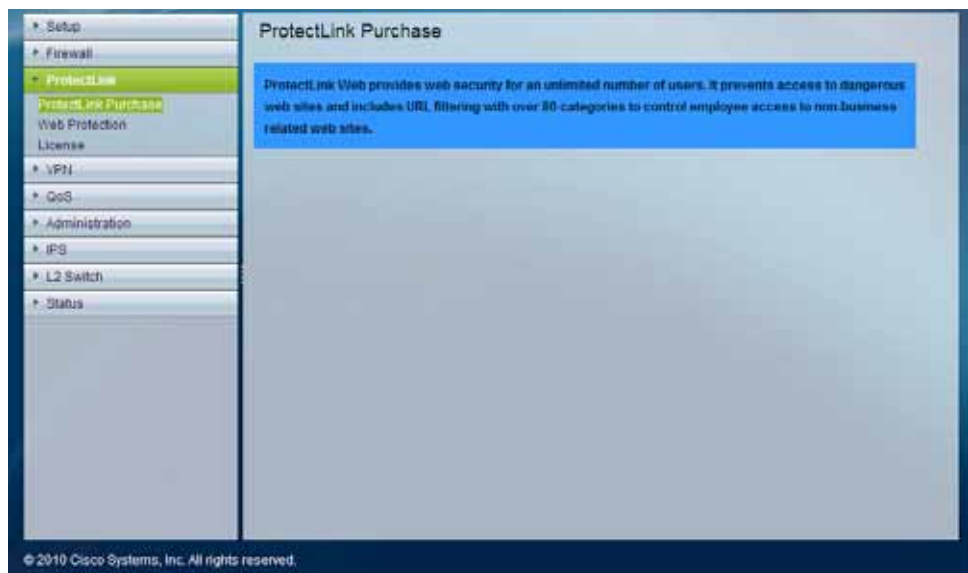 Setup
Firewall
ProtectLink
ProtectLink Purchase
Web Protection
License
VPN
QoS
Administration
IPS
L2 Switch
Status
ProtectLink Purchase
ProtectLink Web provides web security for an unlimited number of users. It prevents access to dangerous
web sites and includes URL filtering with over 80 categories to control employee access to non-business
related web sites.
© 2010 Cisco Systems, Inc. All rights reserved.